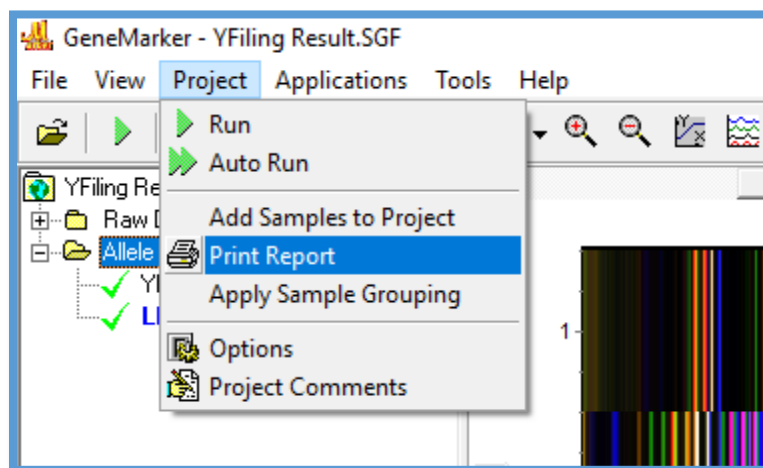 GeneMarker - YFiling Result.SGF
File View Project Applications Tools Help
Run
Auto Run
YFiling Re
Raw D
Add Samples to Project
Allele
Print Report
Apply Sample Grouping
1
Options
Project Comments